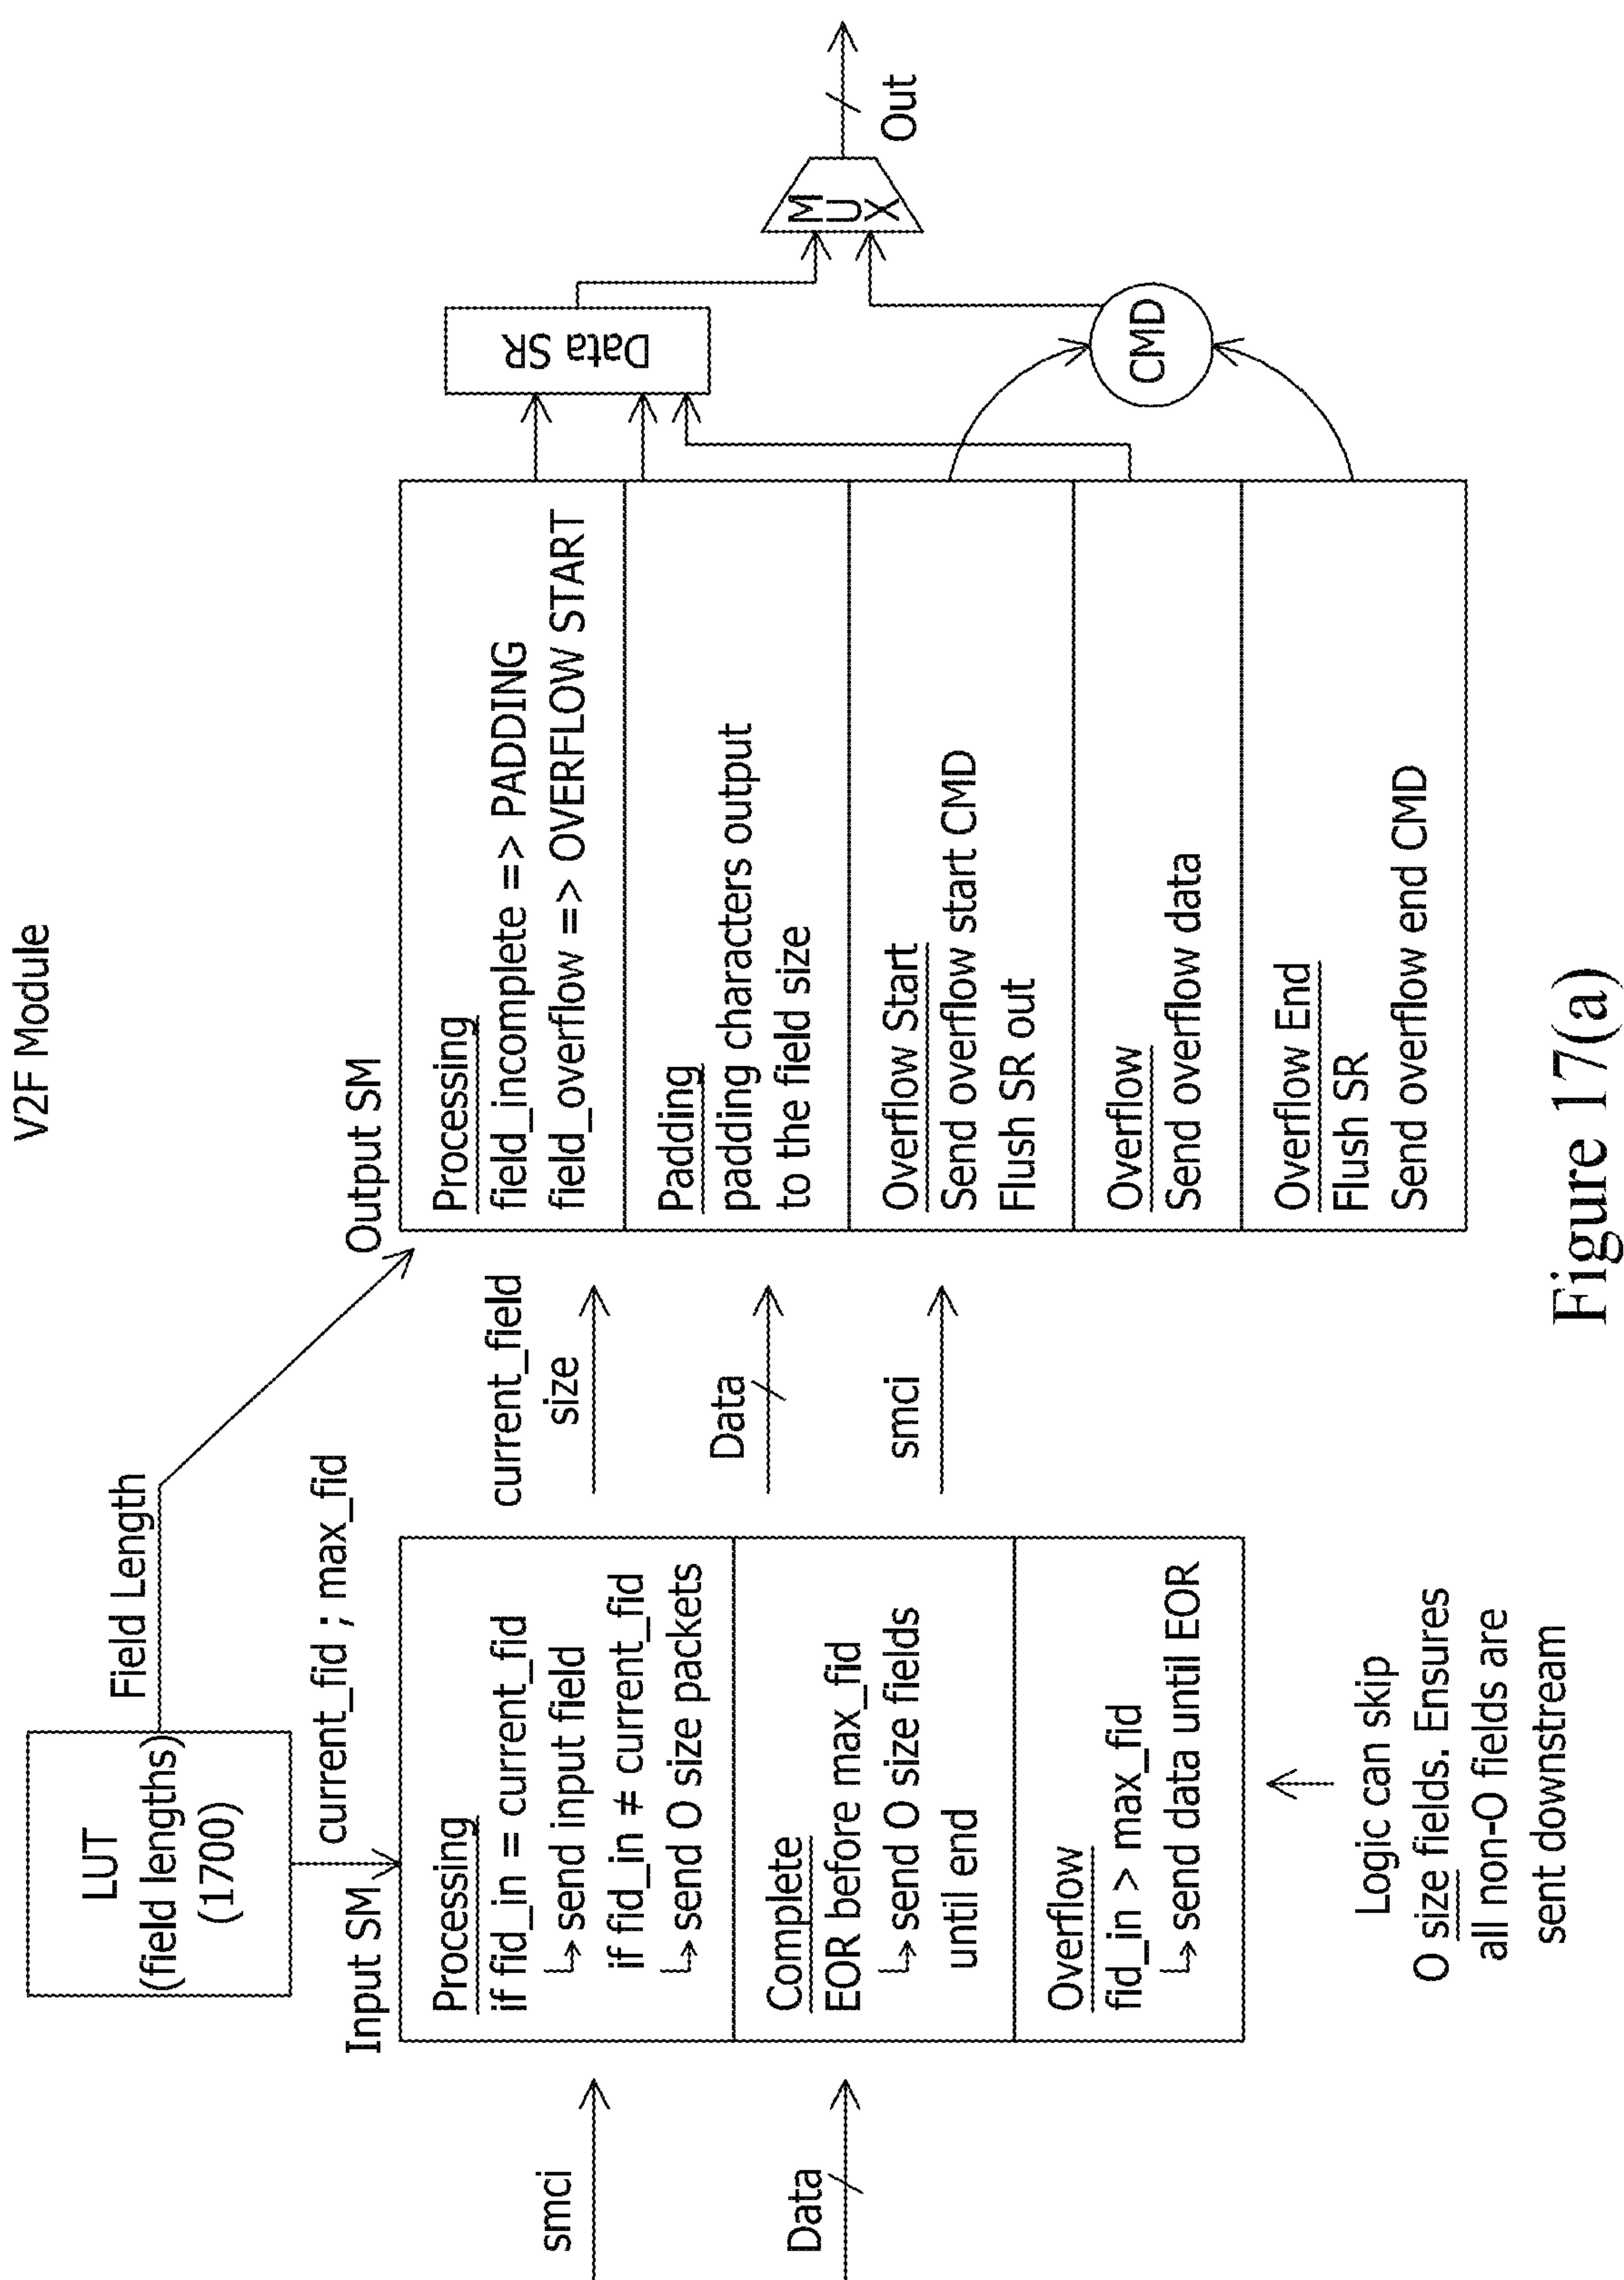 V2F Module
LUT
(field lengths)
(1700)
Field Length
current_fid ; max_fid
Input SM
smci
Data
Processing
if fid_in = current_fid
↳ send input field
if fid_in ≠ current_fid
↳ send O size packets
Complete
EOR before max_fid
↳ send O size fields
until end
Overflow
fid_in > max_fid
↳ send data until EOR
Logic can skip
O size fields. Ensures
all non-O fields are
sent downstream
current_field
size
Data
smci
Output SM
Processing
field_incomplete => PADDING
field_overflow => OVERFLOW START
Padding
padding characters output
to the field size
Overflow Start
Send overflow start CMD
Flush SR out
Overflow
Send overflow data
Overflow End
Flush SR
Send overflow end CMD
Data SR
CMD
MUX
Out
Figure 17(a)